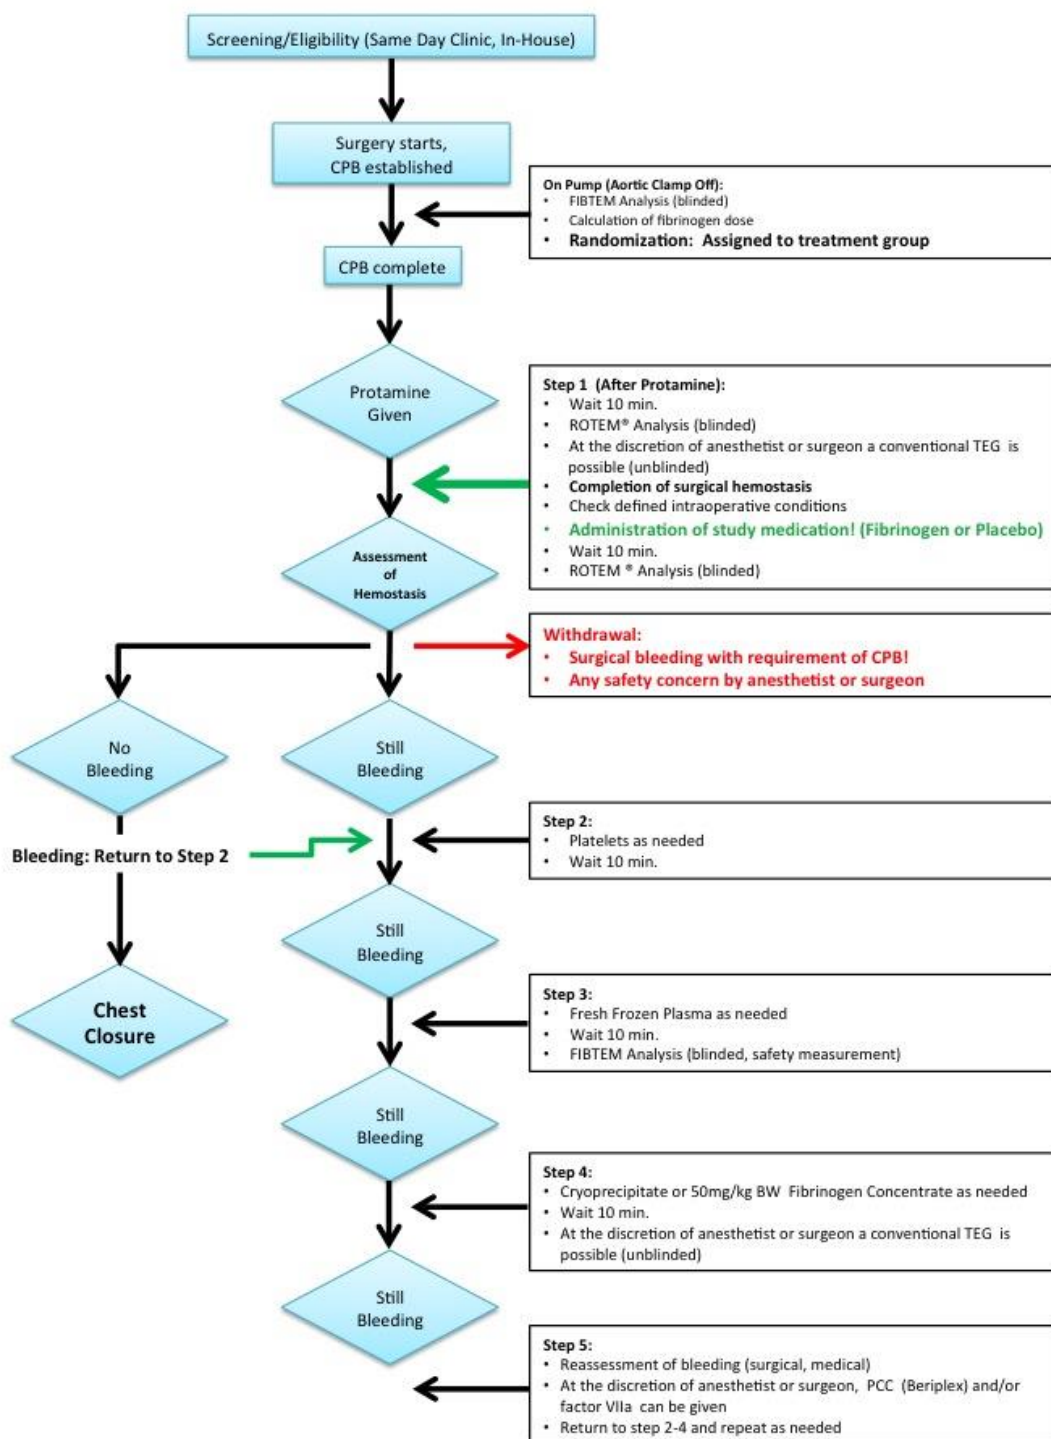 Screening/Eligibility (Same Day Clinic, In-House)
Surgery starts,
CPB established
On Pump (Aortic Clamp Off):
• FIBTEM Analysis (blinded)
• Calculation of fibrinogen dose
• Randomization: Assigned to treatment group
CPB complete
Protamine
Given
Step 1 (After Protamine):
• Wait 10 min.
• ROTEM® Analysis (blinded)
• At the discretion of anesthetist or surgeon a conventional TEG is
possible (unblinded)
• Completion of surgical hemostasis
• Check defined intraoperative conditions
• Administration of study medication! (Fibrinogen or Placebo)
• Wait 10 min.
• ROTEM ® Analysis (blinded)
Assessment
of
Hemostasis
Withdrawal:
• Surgical bleeding with requirement of CPB!
• Any safety concern by anesthetist or surgeon
No
Bleeding
Still
Bleeding
Step 2:
• Platelets as needed
• Wait 10 min.
Bleeding: Return to Step 2
Still
Bleeding
Chest
Closure
Step 3:
• Fresh Frozen Plasma as needed
• Wait 10 min.
• FIBTEM Analysis (blinded, safety measurement)
Still
Bleeding
Step 4:
• Cryoprecipitate or 50mg/kg BW Fibrinogen Concentrate as needed
• Wait 10 min.
• At the discretion of anesthetist or surgeon a conventional TEG is
possible (unblinded)
Still
Bleeding
Step 5:
• Reassessment of bleeding (surgical, medical)
• At the discretion of anesthetist or surgeon, PCC (Beriplex) and/or
factor VIIa can be given
• Return to step 2-4 and repeat as needed